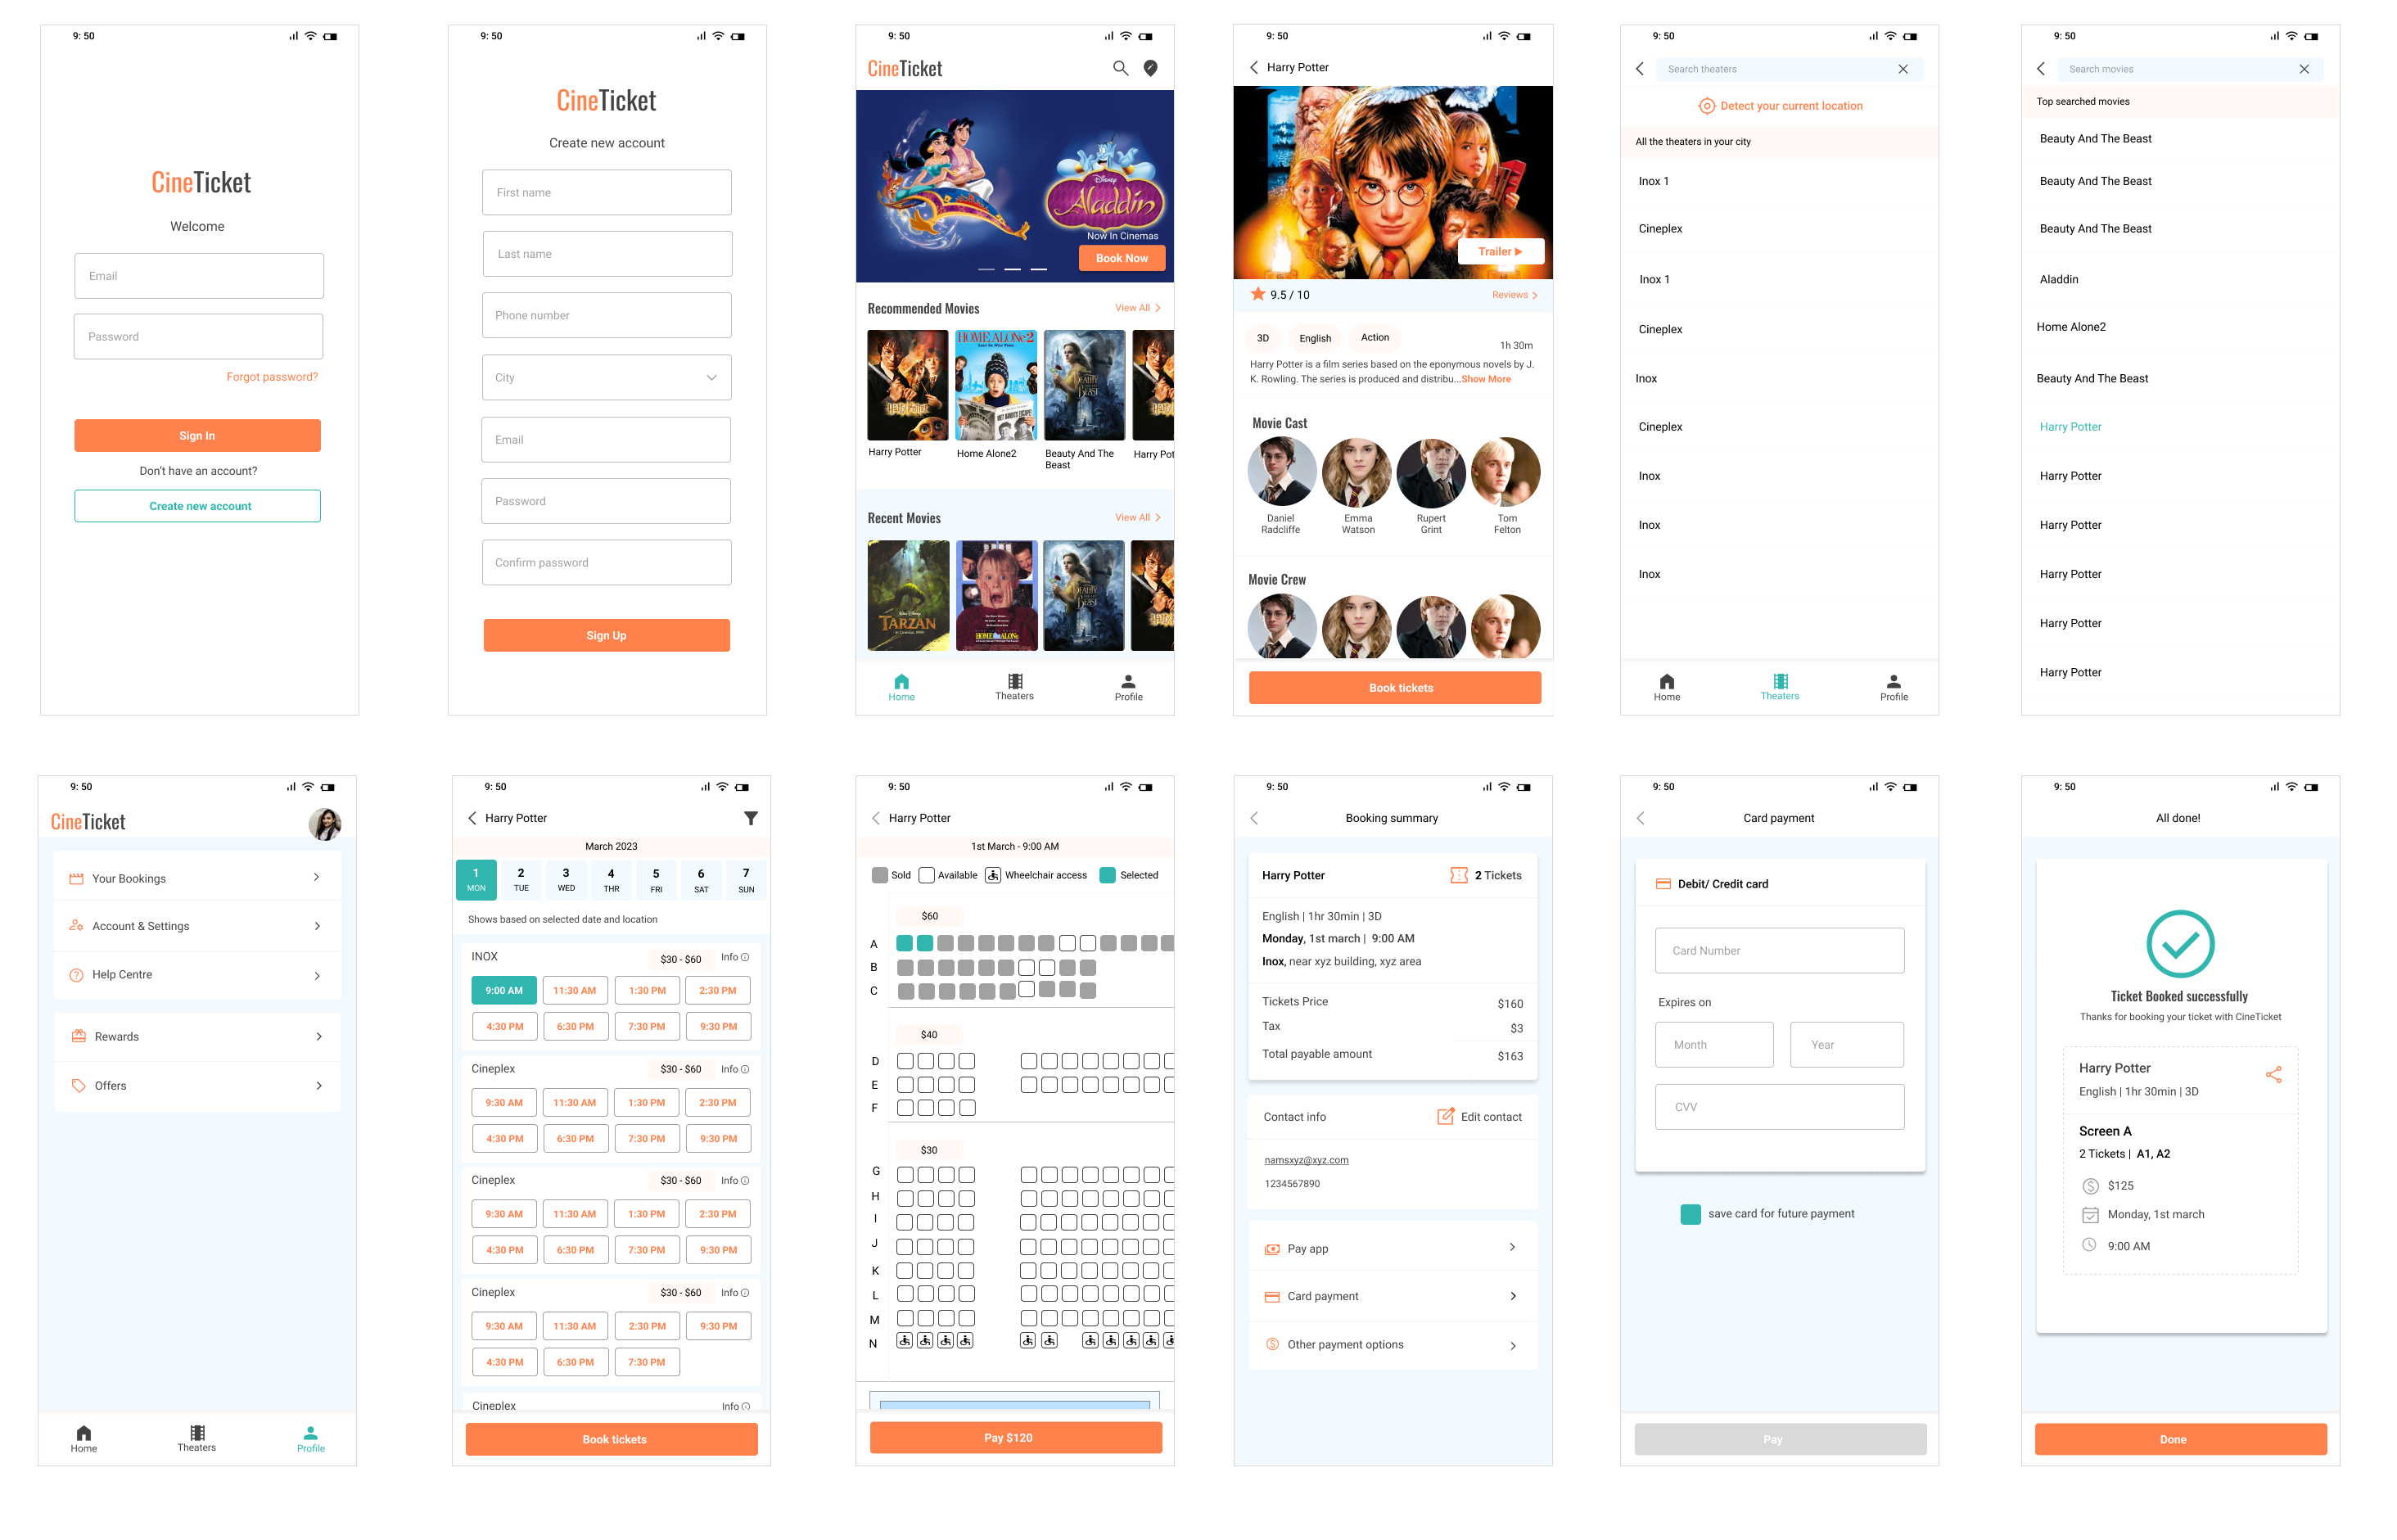 9: 50
CineTicket
Welcome
Email
Password
Forgot password?
Sign In
Don't have an account?
Create new account
9: 50
CineTicket
Create new account
First name
Last name
Phone number
City
Email
Password
Confirm password
Sign Up
9: 50
CineTicket
Disney
Aladdin
Now In Cinemas
Book Now
Recommended Movies
View All
HOME ALONe 2
Harry Potter
Home Alone2
Beauty And The
Beast
Harry Pot
Recent Movies
View All
TARZAN
HOME ALONe
Home
Theaters
Profile
9: 50
Harry Potter
Trailer
9.5 / 10
Reviews
3D
English
Action
1h 30m
Harry Potter is a film series based on the eponymous novels by J.
K. Rowling. The series is produced and distribu...Show More
Movie Cast
Daniel
Radcliffe
Emma
Watson
Rupert
Grint
Tom
Felton
Movie Crew
Book tickets
9: 50
Search theaters
Detect your current location
All the theaters in your city
Inox 1
Cineplex
Inox 1
Cineplex
Inox
Cineplex
Inox
Inox
Inox
Home
Theaters
Profile
9: 50
Search movies
Top searched movies
Beauty And The Beast
Beauty And The Beast
Beauty And The Beast
Aladdin
Home Alone2
Beauty And The Beast
Harry Potter
Harry Potter
Harry Potter
Harry Potter
Harry Potter
Harry Potter
9: 50
CineTicket
Your Bookings
Account & Settings
Help Centre
Rewards
Offers
Home
Theaters
Profile
9: 50
Harry Potter
March 2023
1 2 3 4 5 6 7
MON TUE WED THR FRI SAT SUN
Shows based on selected date and location
INOX $30 - $60 Info
9:00 AM 11:30 AM 1:30 PM 2:30 PM
4:30 PM 6:30 PM 7:30 PM 9:30 PM
Cineplex $30 - $60 Info
9:30 AM 11:30 AM 1:30 PM 2:30 PM
4:30 PM 6:30 PM 7:30 PM 9:30 PM
Cineplex $30 - $60 Info
9:30 AM 11:30 AM 1:30 PM 2:30 PM
4:30 PM 6:30 PM 7:30 PM 9:30 PM
Cineplex $30 - $60 Info
9:30 AM 11:30 AM 2:30 PM 9:30 PM
4:30 PM 6:30 PM 7:30 PM
Cineplex Info
Book tickets
9: 50
Harry Potter
1st March - 9:00 AM
Sold Available Wheelchair access Selected
$60
A
B
C
$40
D
E
F
$30
G
H
I
J
K
L
M
N
Pay $120
9: 50
Booking summary
Harry Potter 2 Tickets
English | 1hr 30min | 3D
Monday, 1st march | 9:00 AM
Inox, near xyz building, xyz area
Tickets Price $160
Tax $3
Total payable amount $163
Contact info Edit contact
namsxyz@xyz.com
1234567890
Pay app
Card payment
Other payment options
9: 50
Card payment
Debit/ Credit card
Card Number
Expires on
Month Year
CVV
save card for future payment
Pay
9: 50
All done!
Ticket Booked successfully
Thanks for booking your ticket with CineTicket
Harry Potter
English | 1hr 30min | 3D
Screen A
2 Tickets | A1, A2
$125
Monday, 1st march
9:00 AM
Done